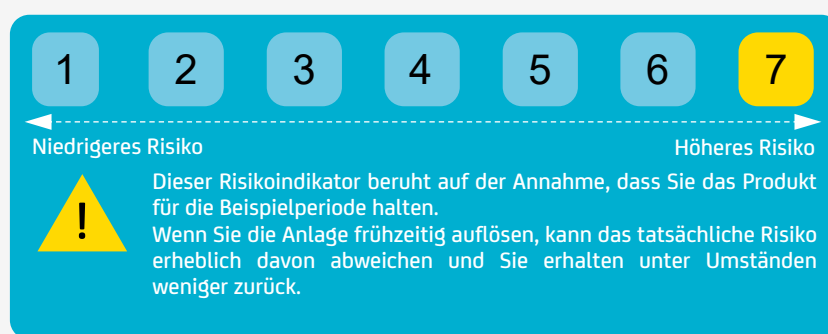 1 2 3 4 5 6 7
Niedrigeres Risiko Höheres Risiko
!
Dieser Risikoindikator beruht auf der Annahme, dass Sie das Produkt
für die Beispielperiode halten.
Wenn Sie die Anlage frühzeitig auflösen, kann das tatsächliche Risiko
erheblich davon abweichen und Sie erhalten unter Umständen
weniger zurück.